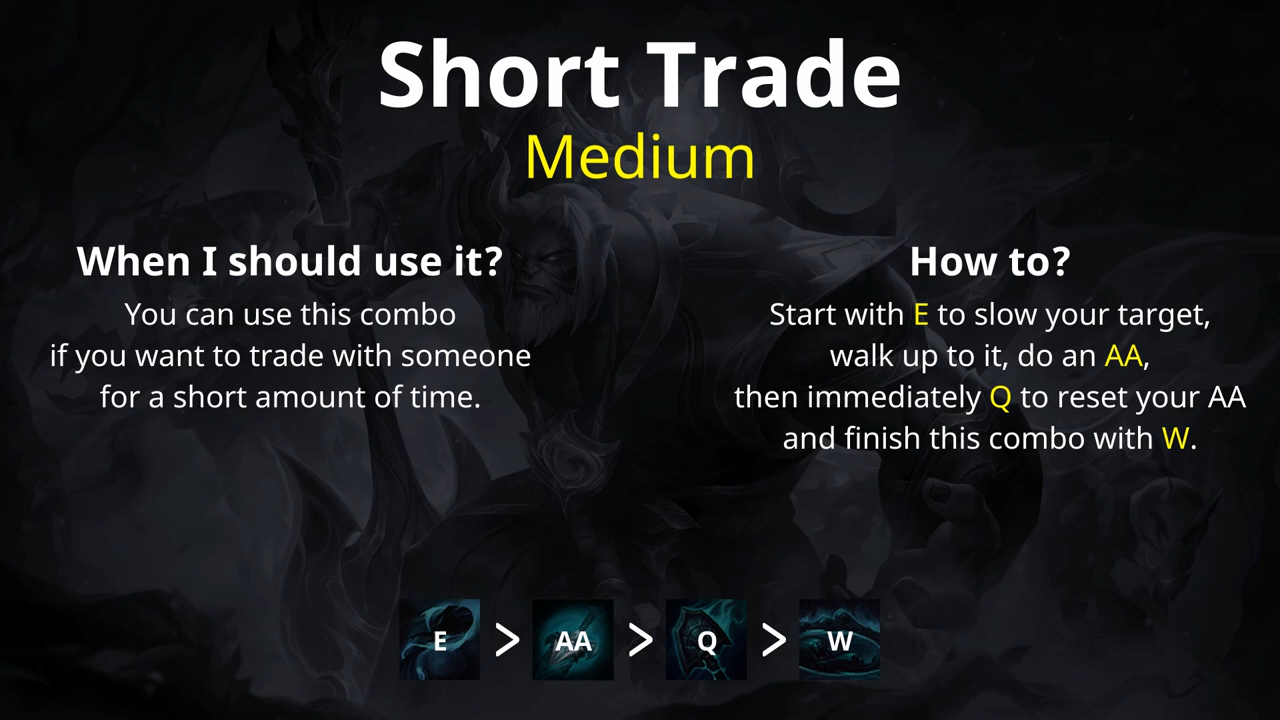 Short Trade
Medium
When I should use it?
You can use this combo
if you want to trade with someone
for a short amount of time.
How to?
Start with E to slow your target,
walk up to it, do an AA,
then immediately Q to reset your AA
and finish this combo with W.
E > AA > Q > W